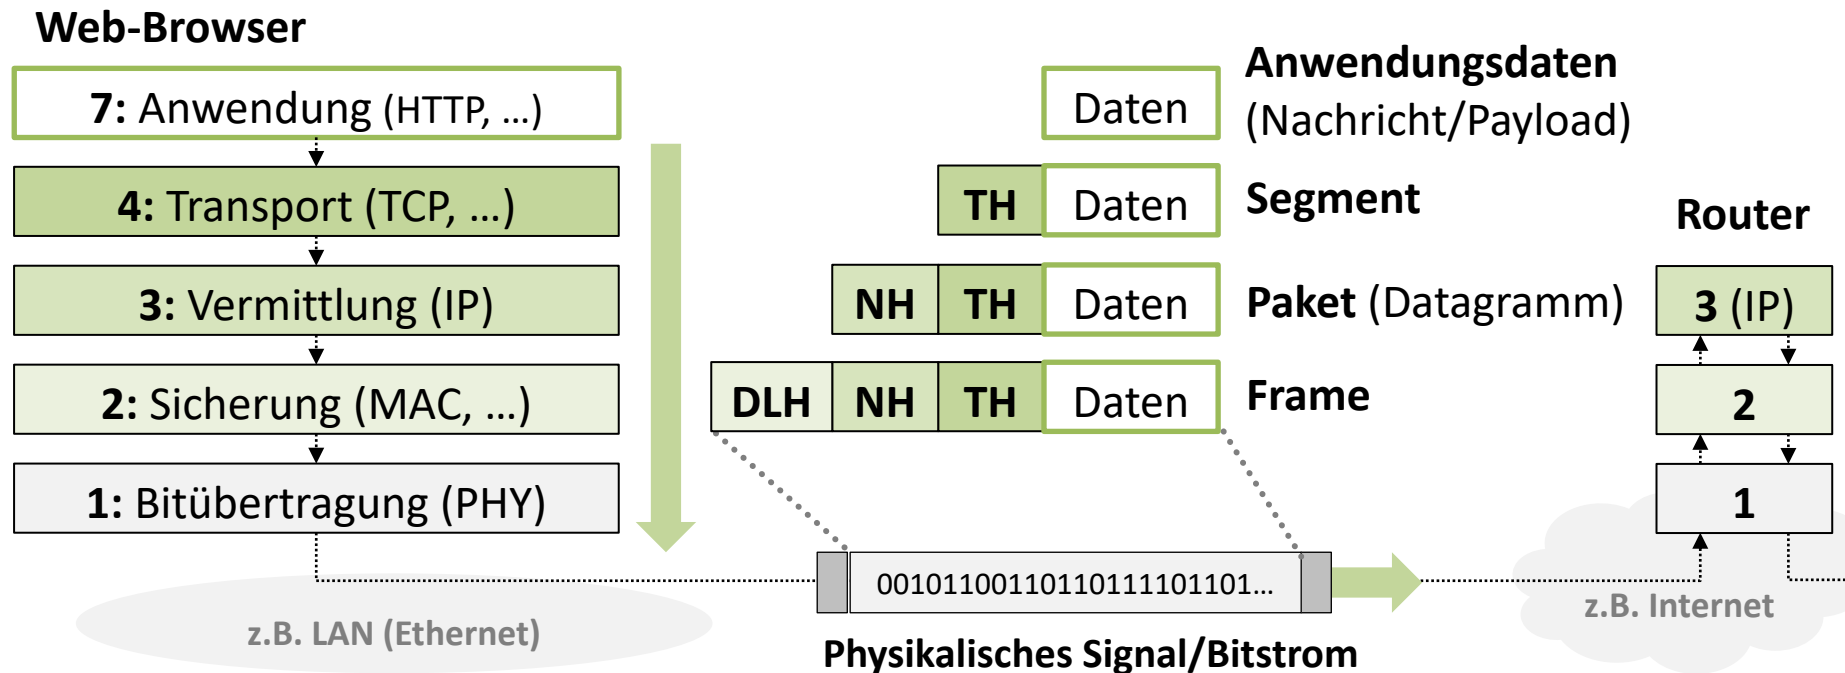 Web-Browser
7: Anwendung (HTTP, …)
4: Transport (TCP, …)
3: Vermittlung (IP)
2: Sicherung (MAC, …)
1: Bitübertragung (PHY)
z.B. LAN (Ethernet)
Daten
Anwendungsdaten
(Nachricht/Payload)
TH Daten Segment
NH TH Daten Paket (Datagramm)
DLH NH TH Daten Frame
00101100110110111101101…
Physikalisches Signal/Bitstrom
Router
3 (IP)
2
1
z.B. Internet